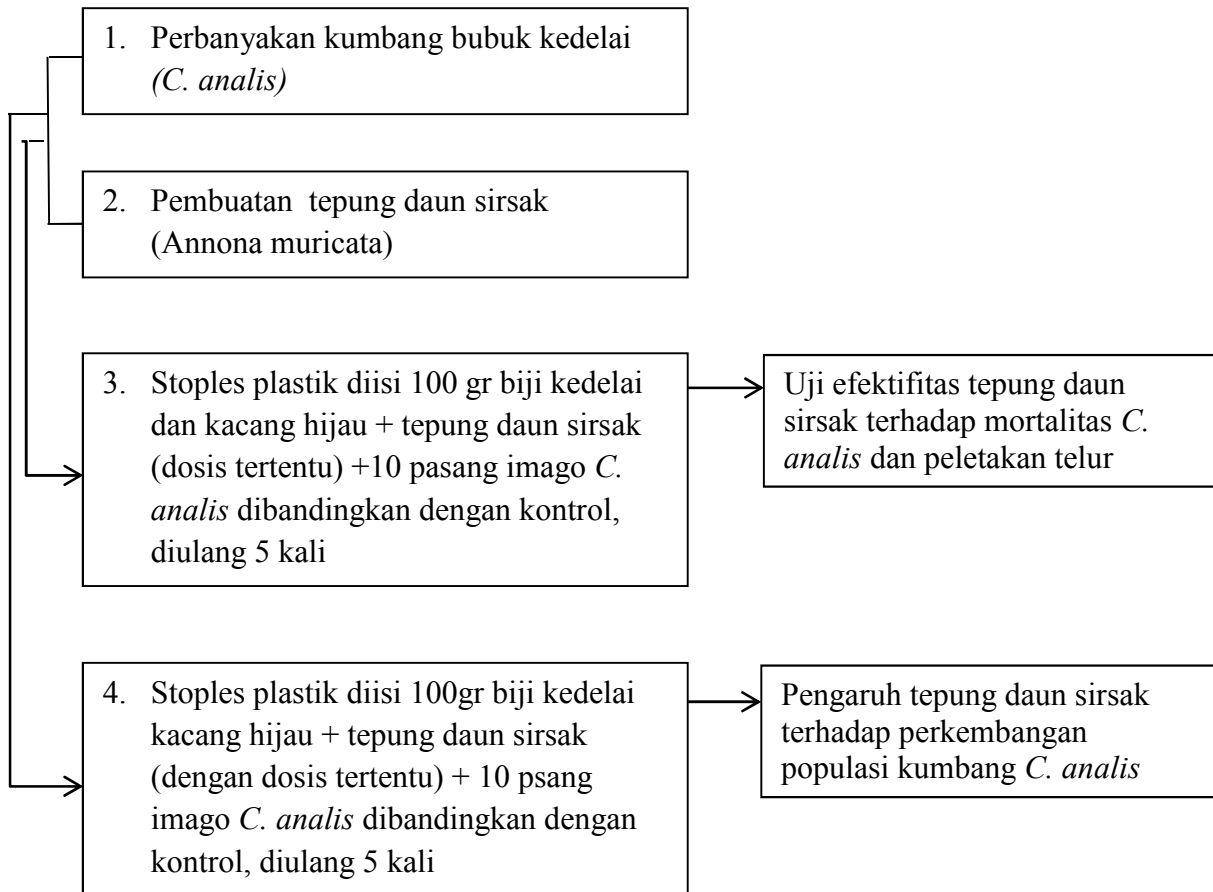 1. Perbanyakan kumbang bubuk kedelai
(C. analis)
2. Pembuatan tepung daun sirsak
(Annona muricata)
3. Stoples plastik diisi 100 gr biji kedelai
dan kacang hijau + tepung daun sirsak
(dosis tertentu) +10 pasang imago C.
analis dibandingkan dengan kontrol,
diulang 5 kali
Uji efektifitas tepung daun
sirsak terhadap mortalitas C.
analis dan peletakan telur
4. Stoples plastik diisi 100gr biji kedelai
kacang hijau + tepung daun sirsak
(dengan dosis tertentu) + 10 psang
imago C. analis dibandingkan dengan
kontrol, diulang 5 kali
Pengaruh tepung daun sirsak
terhadap perkembangan
populasi kumbang C. analis